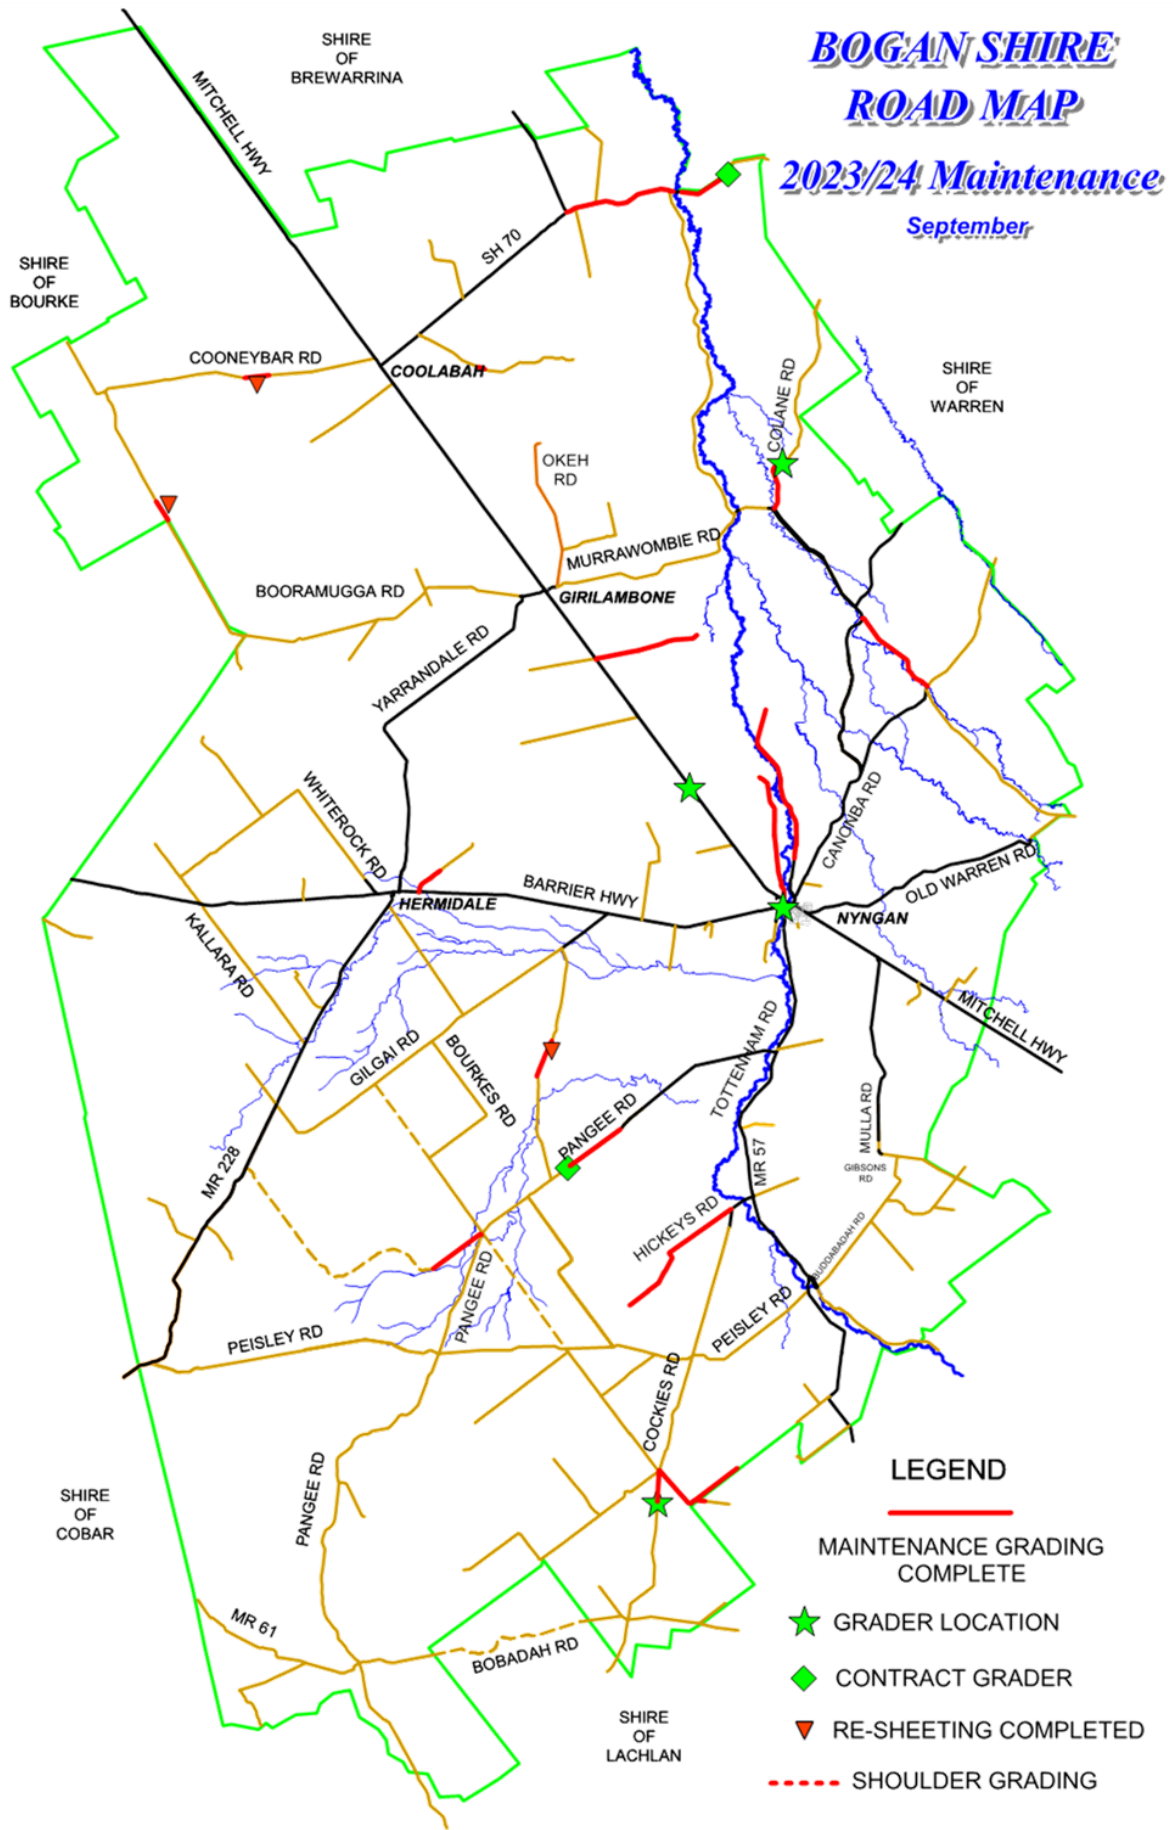 BOGAN SHIRE
ROAD MAP
2023/24 Maintenance
September
SHIRE
OF
BREWARRINA
MITCHELL HWY
SH 70
SHIRE
OF
BOURKE
COONEYBAR RD
COOLABAH
SHIRE
OF
WARREN
COLANE RD
OKEH
RD
MURRAWOMBIE RD
BOORAMUGGA RD
GIRILAMBONE
YARRANDALE RD
WHITEROCK RD
CANONBA RD
OLD WARREN RD
BARRIER HWY
HERMIDALE
NYNGAN
KALLARA RD
MITCHELL HWY
TOTTENHAM RD
GILGAI RD
BOURKES RD
PANGEE RD
MULLA RD
GIBSONS
RD
MR 228
MR 57
HICKEYS RD
BUDDABADAH RD
PANGEE RD
PEISLEY RD
PEISLEY RD
COCKIES RD
PANGEE RD
SHIRE
OF
COBAR
MR 61
BOBADAH RD
SHIRE
OF
LACHLAN
LEGEND
MAINTENANCE GRADING
COMPLETE
GRADER LOCATION
CONTRACT GRADER
RE-SHEETING COMPLETED
SHOULDER GRADING